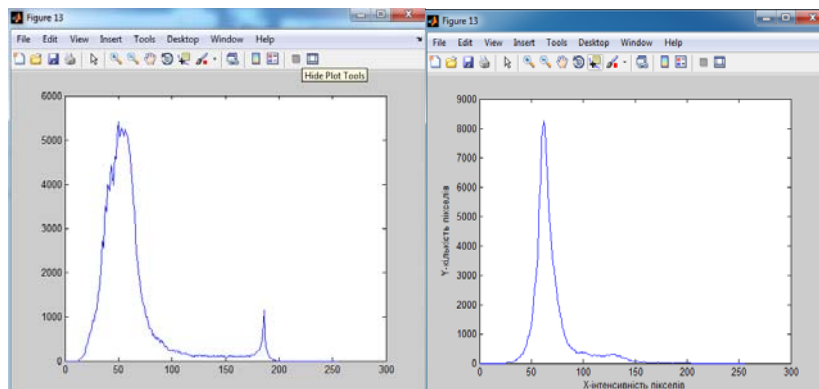 Figure 13
File Edit View Insert Tools Desktop Window Help
Hide Plot Tools
6000
5000
4000
3000
2000
1000
0
0 50 100 150 200 250 300
Figure 13
File Edit View Insert Tools Desktop Window Help
9000
8000
7000
6000
5000
4000
3000
2000
1000
0
Y-кількість пікселів
0 50 100 150 200 250 300
X-інтенсивність пікселів